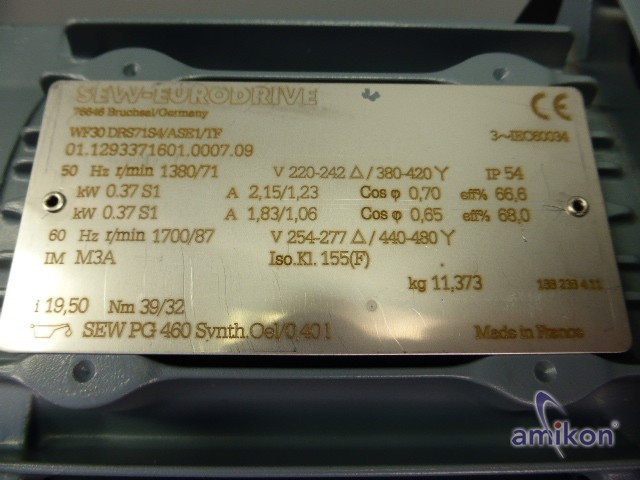 SEW-EURODRIVE
76646 Bruchsal/Germany
CE
WF30 DRS71S4/ASE1/TF
3~IEC60034
01.1293371601.0007.09
50 Hz r/min 1380/71 V 220-242 △/380-420 Y IP 54
kW 0.37 S1 A 2,15/1,23 Cos φ 0,70 eff% 66,6
kW 0.37 S1 A 1,83/1,06 Cos φ 0,65 eff% 68,0
60 Hz r/min 1700/87 V 254-277 △/440-480 Y
IM M3A Iso.Kl. 155(F)
kg 11,373
i 19,50 Nm 39/32
SEW PG 460 Synth.Oel/0,40 l Made in France
amikon